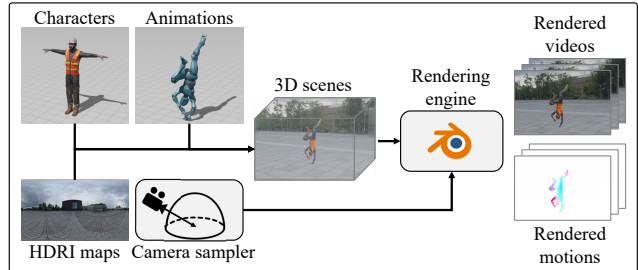 Characters
Animations
Rendered
videos
3D scenes
Rendering
engine
HDRI maps
Camera sampler
Rendered
motions